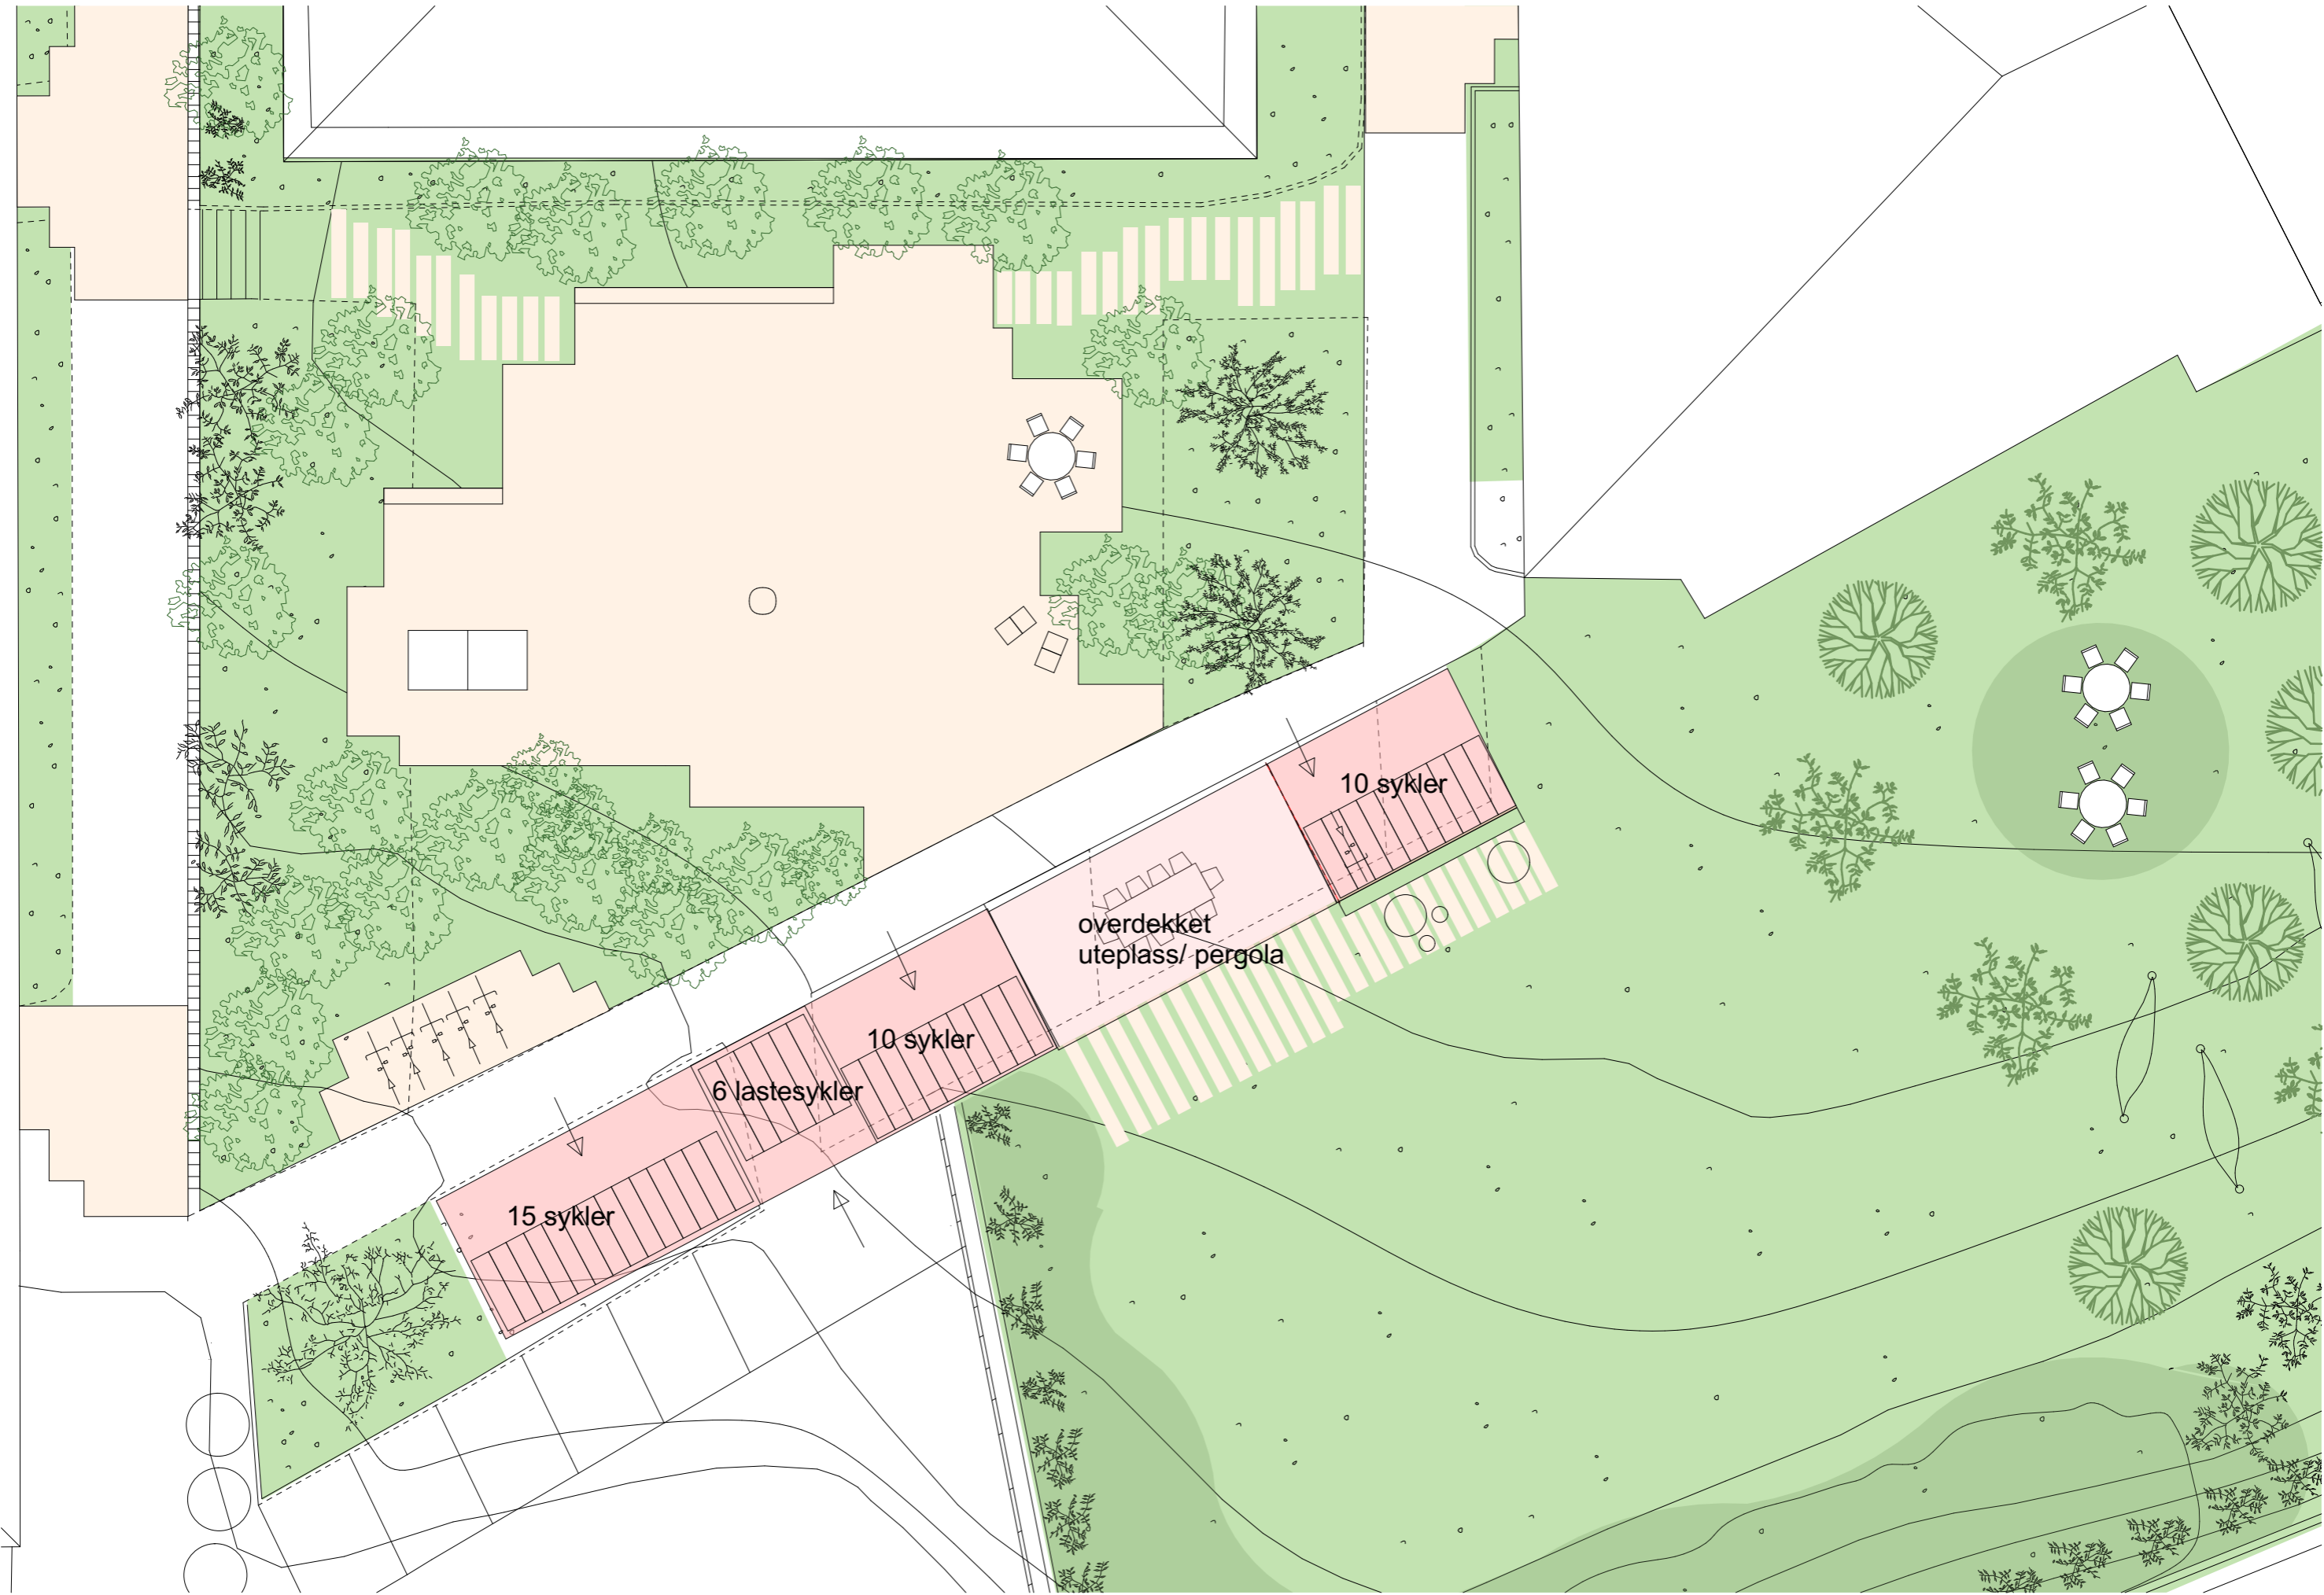 10 sykler
overdekket
uteplass/ pergola
10 sykler
6 lastesykler
15 sykler